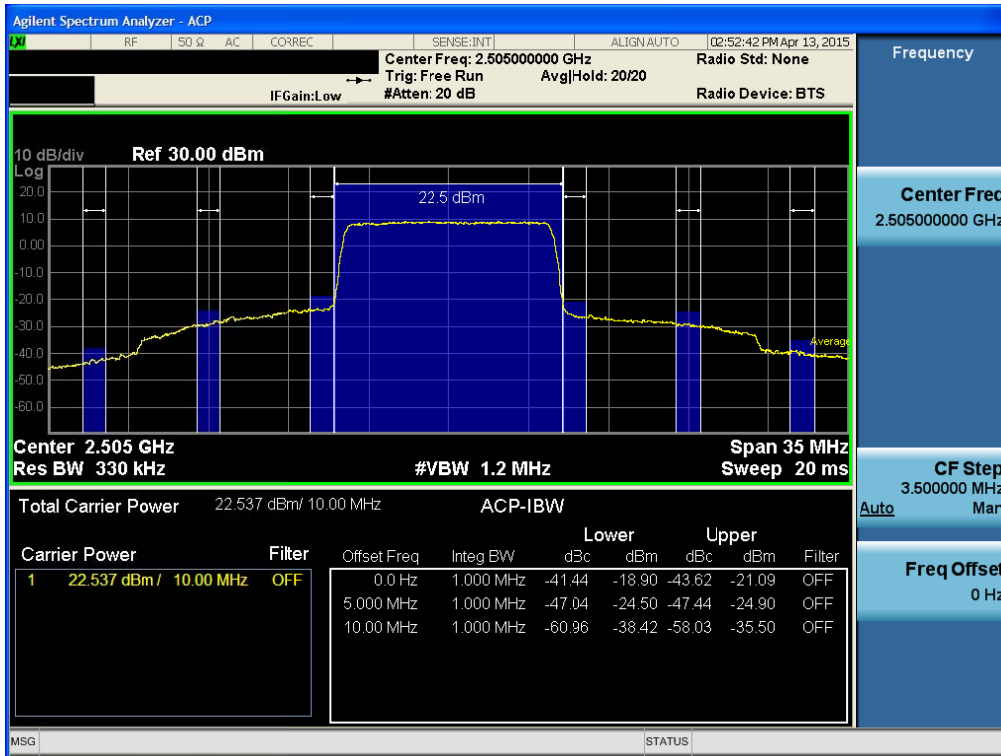 Agilent Spectrum Analyzer - ACP
LXI RF 50 Ω AC CORREC SENSE:INT ALIGN AUTO 02:52:42 PM Apr 13, 2015
Center Freq: 2.505000000 GHz Radio Std: None
Trig: Free Run Avg|Hold: 20/20
IFGain:Low #Atten: 20 dB Radio Device: BTS
Frequency
10 dB/div Ref 30.00 dBm
Log
20.0
22.5 dBm
10.0
0.00
-10.0
-20.0
-30.0
Average
-40.0
-50.0
-60.0
Center 2.505 GHz Span 35 MHz
Res BW 330 kHz #VBW 1.2 MHz Sweep 20 ms
Center Freq
2.505000000 GHz
CF Step
3.500000 MHz
Auto Man
Freq Offset
0 Hz
Total Carrier Power 22.537 dBm/ 10.00 MHz ACP-IBW
Lower Upper
Carrier Power Filter Offset Freq Integ BW dBc dBm dBc dBm Filter
1 22.537 dBm / 10.00 MHz OFF 0.0 Hz 1.000 MHz -41.44 -18.90 -43.62 -21.09 OFF
5.000 MHz 1.000 MHz -47.04 -24.50 -47.44 -24.90 OFF
10.00 MHz 1.000 MHz -60.96 -38.42 -58.03 -35.50 OFF
MSG STATUS